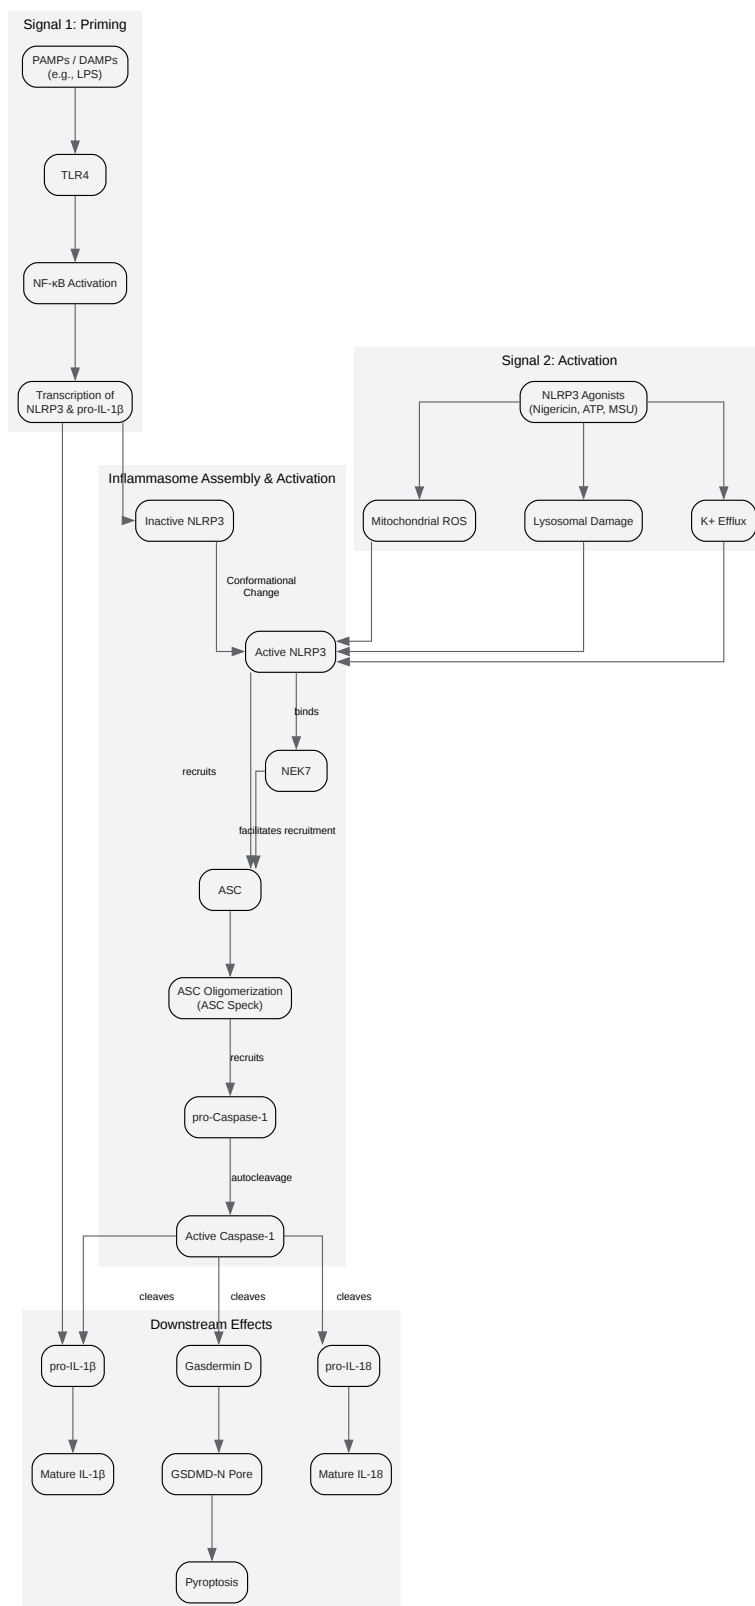 Signal 1: Priming
PAMPs / DAMPs
(e.g., LPS)
TLR4
NF-κB Activation
Transcription of
NLRP3 & pro-IL-1β
Signal 2: Activation
NLRP3 Agonists
(Nigericin, ATP, MSU)
Mitochondrial ROS
Lysosomal Damage
K+ Efflux
Inflammasome Assembly & Activation
Inactive NLRP3
Conformational
Change
Active NLRP3
binds
recruits
NEK7
facilitates recruitment
ASC
ASC Oligomerization
(ASC Speck)
recruits
pro-Caspase-1
autocleavage
Active Caspase-1
cleaves
cleaves
cleaves
Downstream Effects
pro-IL-1β
Gasdermin D
pro-IL-18
Mature IL-1β
GSDMD-N Pore
Mature IL-18
Pyroptosis